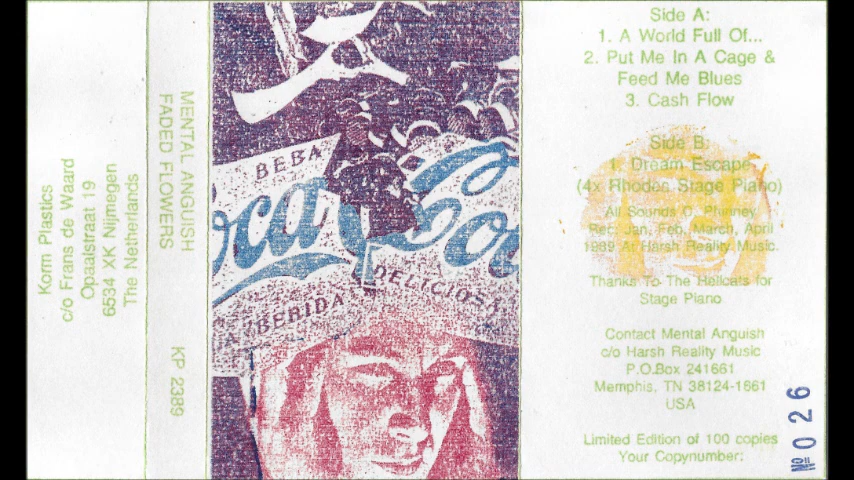 Korm Plastics
c/o Frans de Waard
Opaalstraat 19
6534 XK Nijmegen
The Netherlands
MENTAL ANGUISH
FADED FLOWERS
KP 2389
BEBA
Coca Co
DELICIOSA
BEBIDA
Side A:
1. A World Full Of...
2. Put Me In A Cage &
Feed Me Blues
3. Cash Flow
Side B:
1. Dream Escape
(4x Rhodes Stage Piano)
All Sounds C. Phinney
Rec. Jan, Feb, March, April
1989 At Harsh Reality Music.
Thanks To The Hellcats for
Stage Piano
Contact Mental Anguish
c/o Harsh Reality Music
P.O.Box 241661
Memphis, TN 38124-1661
USA
Limited Edition of 100 copies
Your Copynumber:
№ 026